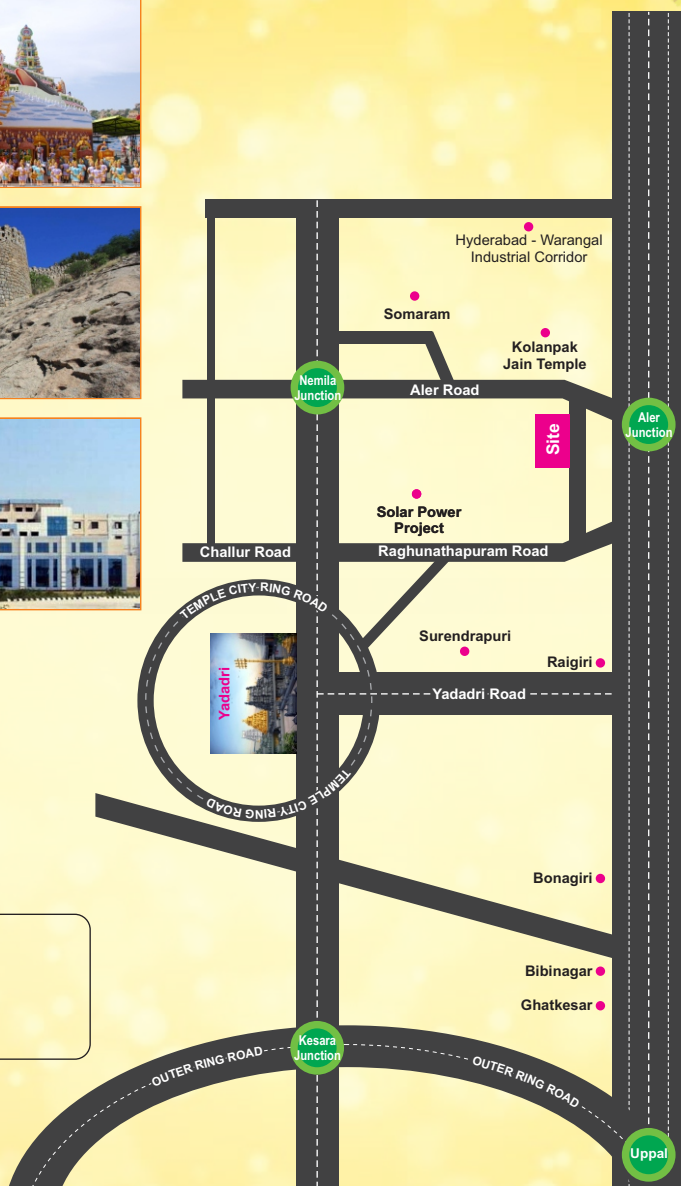 Hyderabad - Warangal
Industrial Corridor
Somaram
Kolanpak
Jain Temple
Nemila
Junction
Aler Road
Aler
Junction
Site
Solar Power
Project
Challur Road
Raghunathapuram Road
TEMPLE CITY RING ROAD
Surendrapuri
Raigiri
Yadadri
Yadadri Road
TEMPLE CITY RING ROAD
Bonagiri
Bibinagar
Ghatkesar
Kesara
Junction
OUTER RING ROAD
OUTER RING ROAD
Uppal